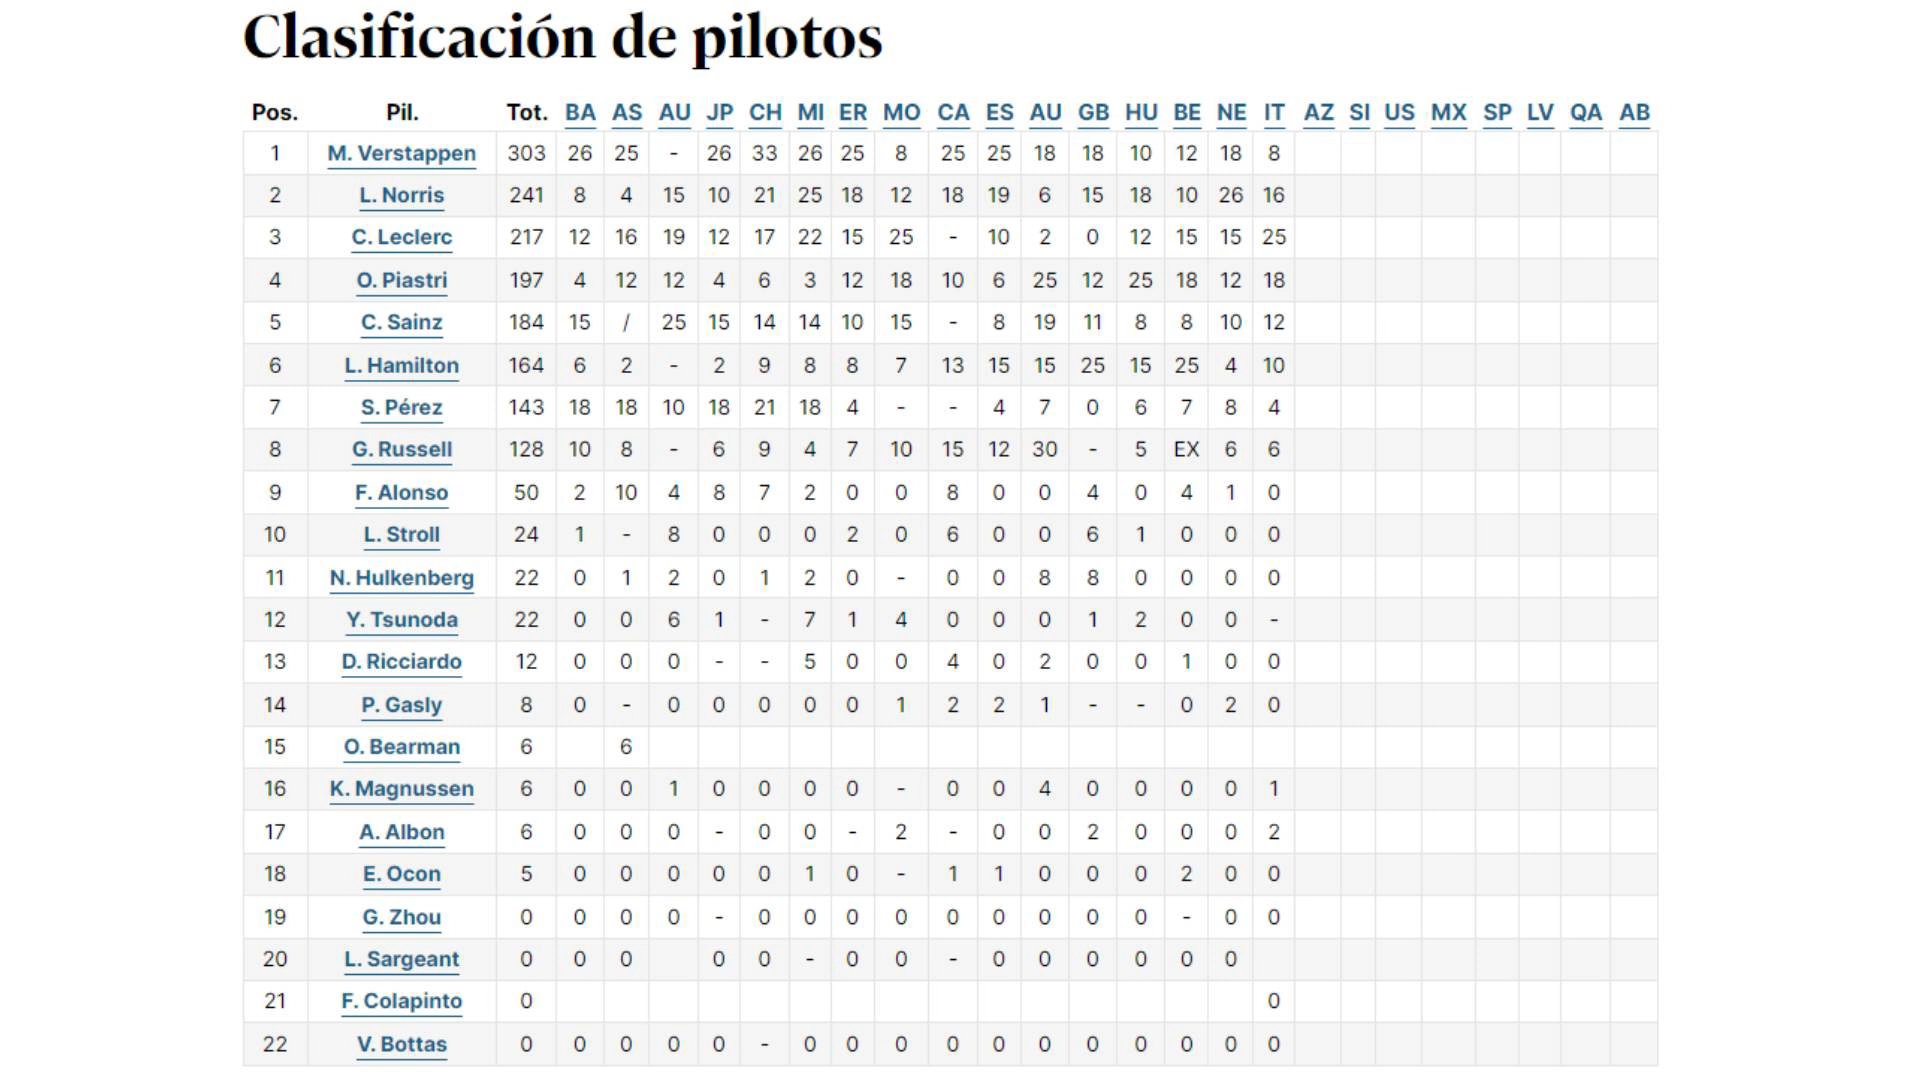 Clasificación de pilotos
Pos. Pil. Tot. BA AS AU JP CH MI ER MO CA ES AU GB HU BE NE IT AZ SI US MX SP LV QA AB
1 M. Verstappen 303 26 25 - 26 33 26 25 8 25 25 18 18 10 12 18 8
2 L. Norris 241 8 4 15 10 21 25 18 12 18 19 6 15 18 10 26 16
3 C. Leclerc 217 12 16 19 12 17 22 15 25 - 10 2 0 12 15 15 25
4 O. Piastri 197 4 12 12 4 6 3 12 18 10 6 25 12 25 18 12 18
5 C. Sainz 184 15 / 25 15 14 14 10 15 - 8 19 11 8 8 10 12
6 L. Hamilton 164 6 2 - 2 9 8 8 7 13 15 15 25 15 25 4 10
7 S. Pérez 143 18 18 10 18 21 18 4 - - 4 7 0 6 7 8 4
8 G. Russell 128 10 8 - 6 9 4 7 10 15 12 30 - 5 EX 6 6
9 F. Alonso 50 2 10 4 8 7 2 0 0 8 0 0 4 0 4 1 0
10 L. Stroll 24 1 - 8 0 0 0 2 0 6 0 0 6 1 0 0 0
11 N. Hulkenberg 22 0 1 2 0 1 2 0 - 0 0 8 8 0 0 0 0
12 Y. Tsunoda 22 0 0 6 1 - 7 1 4 0 0 0 1 2 0 0 -
13 D. Ricciardo 12 0 0 0 - - 5 0 0 4 0 2 0 0 1 0 0
14 P. Gasly 8 0 - 0 0 0 0 0 1 2 2 1 - - 0 2 0
15 O. Bearman 6 6
16 K. Magnussen 6 0 0 1 0 0 0 0 - 0 0 4 0 0 0 0 1
17 A. Albon 6 0 0 0 - 0 0 - 2 - 0 0 2 0 0 0 2
18 E. Ocon 5 0 0 0 0 0 1 0 - 1 1 0 0 0 2 0 0
19 G. Zhou 0 0 0 0 - 0 0 0 0 0 0 0 0 0 - 0 0
20 L. Sargeant 0 0 0 0 0 - 0 0 - 0 0 0 0 0 0
21 F. Colapinto 0 0
22 V. Bottas 0 0 0 0 0 - 0 0 0 0 0 0 0 0 0 0 0